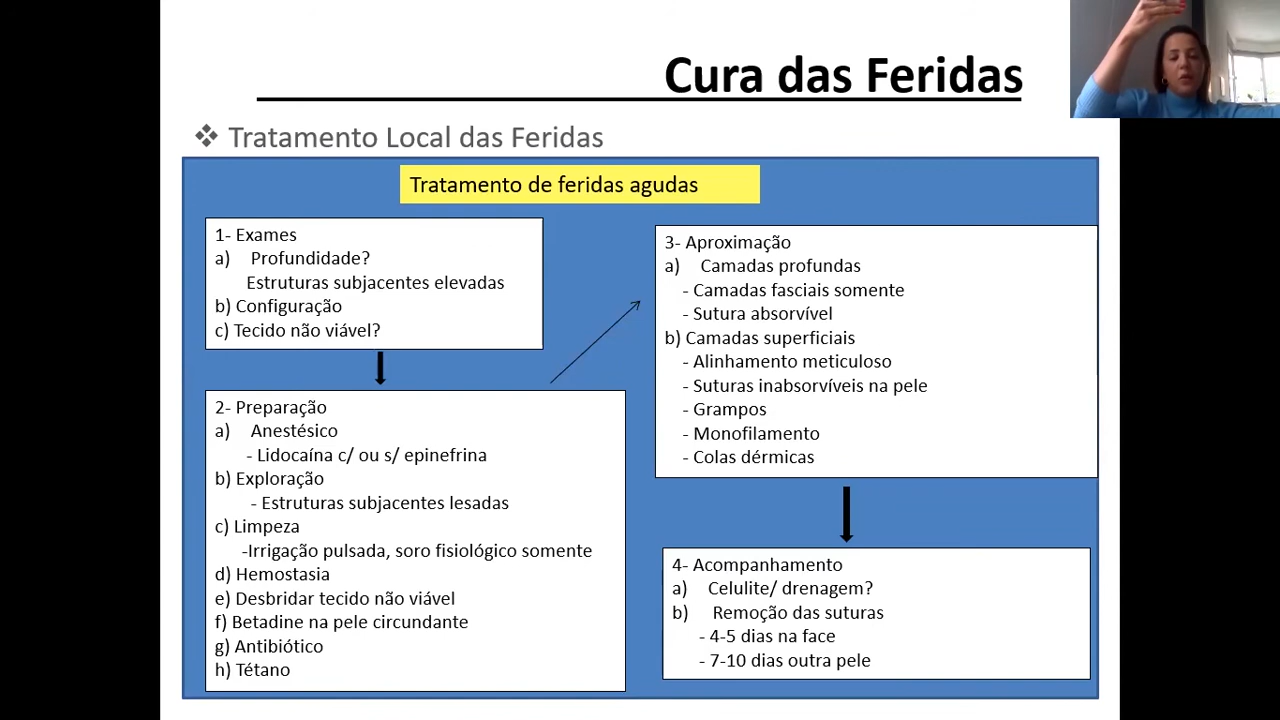 Cura das Feridas
❖ Tratamento Local das Feridas
Tratamento de feridas agudas
1- Exames
a) Profundidade?
Estruturas subjacentes elevadas
b) Configuração
c) Tecido não viável?
2- Preparação
a) Anestésico
- Lidocaína c/ ou s/ epinefrina
b) Exploração
- Estruturas subjacentes lesadas
c) Limpeza
-Irrigação pulsada, soro fisiológico somente
d) Hemostasia
e) Desbridar tecido não viável
f) Betadine na pele circundante
g) Antibiótico
h) Tétano
3- Aproximação
a) Camadas profundas
- Camadas fasciais somente
- Sutura absorvível
b) Camadas superficiais
- Alinhamento meticuloso
- Suturas inabsorvíveis na pele
- Grampos
- Monofilamento
- Colas dérmicas
4- Acompanhamento
a) Celulite/ drenagem?
b) Remoção das suturas
- 4-5 dias na face
- 7-10 dias outra pele